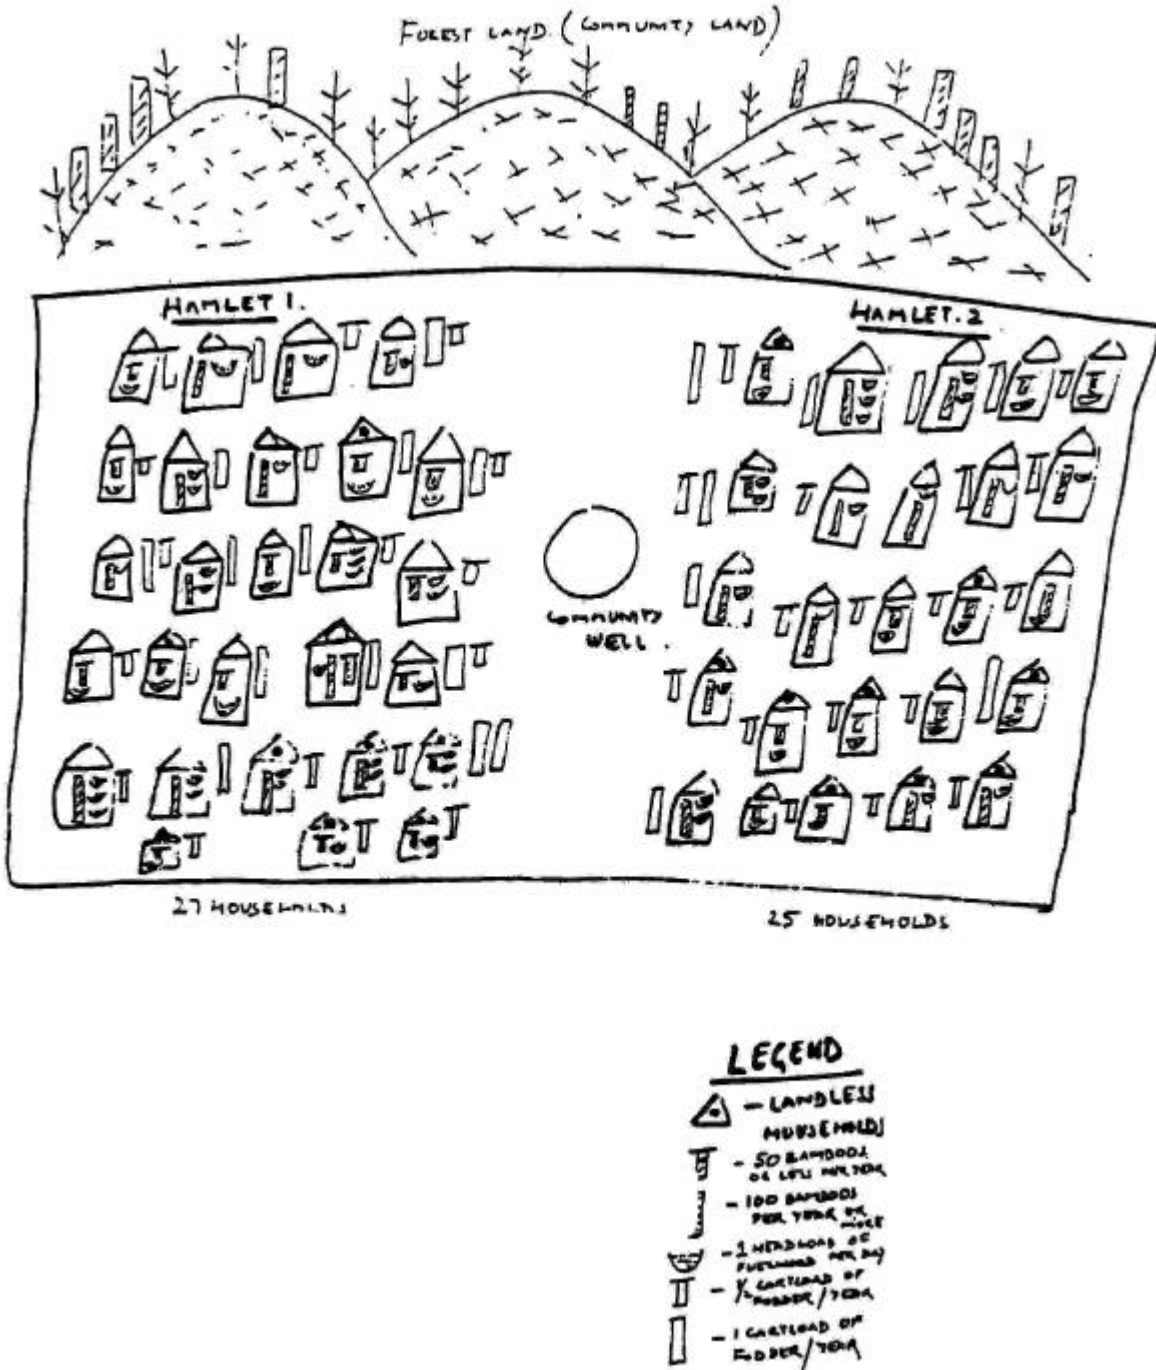 FOREST LAND. (COMMUNITY LAND)
HAMLET 1.
HAMLET. 2
COMMUNITY
WELL.
27 HOUSEHOLDS
25 HOUSEHOLDS
LEGEND
- LANDLESS
HOUSEHOLDS
- 50 BAMBOOS
OR LESS PER YEAR
- 100 BAMBOOS
PER YEAR OR
MORE
- 1 HEADLOAD OF
FUELWOOD PER DAY
- 1/2 CARTLOAD OF
FODDER/YEAR
- 1 CARTLOAD OF
FODDER/YEAR